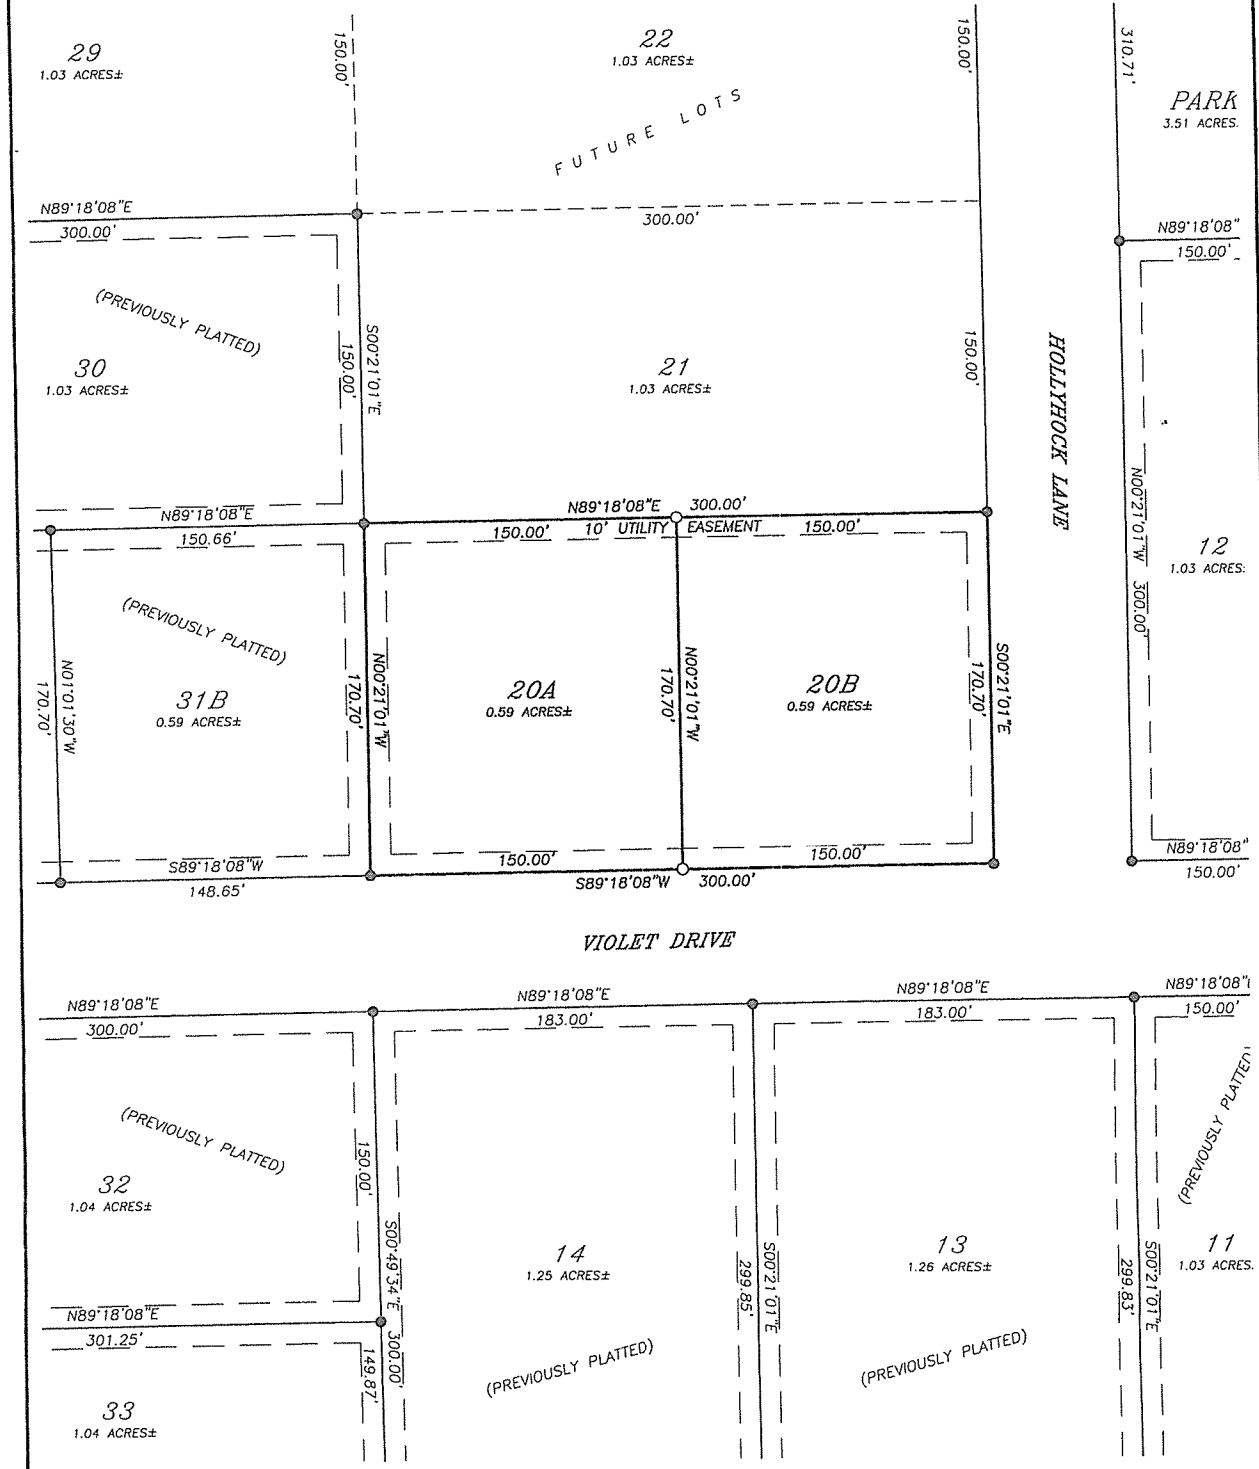 29
1.03 ACRES±
150.00'
22
1.03 ACRES±
FUTURE LOTS
150.00'
310.71'
PARK
3.51 ACRES.
N89°18'08"E
300.00'
300.00'
N89°18'08"
150.00'
(PREVIOUSLY PLATTED)
30
1.03 ACRES±
150.00'
S00°21'01"E
21
1.03 ACRES±
150.00'
HOLLYHOCK LANE
N00°21'01"W 300.00'
12
1.03 ACRES:
N89°18'08"E
150.66'
N89°18'08"E 300.00'
150.00' 10' UTILITY EASEMENT 150.00'
(PREVIOUSLY PLATTED)
31B
0.59 ACRES±
N01°01'30"W
170.70'
170.70'
N00°21'01"W
20A
0.59 ACRES±
N00°21'01"W
170.70'
20B
0.59 ACRES±
170.70'
S00°21'01"E
S89°18'08"W
148.65'
150.00'
S89°18'08"W 300.00'
150.00'
N89°18'08"
150.00'
VIOLET DRIVE
N89°18'08"E
300.00'
N89°18'08"E
183.00'
N89°18'08"E
183.00'
N89°18'08"E
150.00'
(PREVIOUSLY PLATTED)
32
1.04 ACRES±
150.00'
S00°49'34"E 300.00'
14
1.25 ACRES±
(PREVIOUSLY PLATTED)
299.85'
S00°21'01"E
13
1.26 ACRES±
(PREVIOUSLY PLATTED)
299.83'
S00°21'01"E
(PREVIOUSLY PLATTED)
11
1.03 ACRES.
N89°18'08"E
301.25'
149.87'
33
1.04 ACRES±